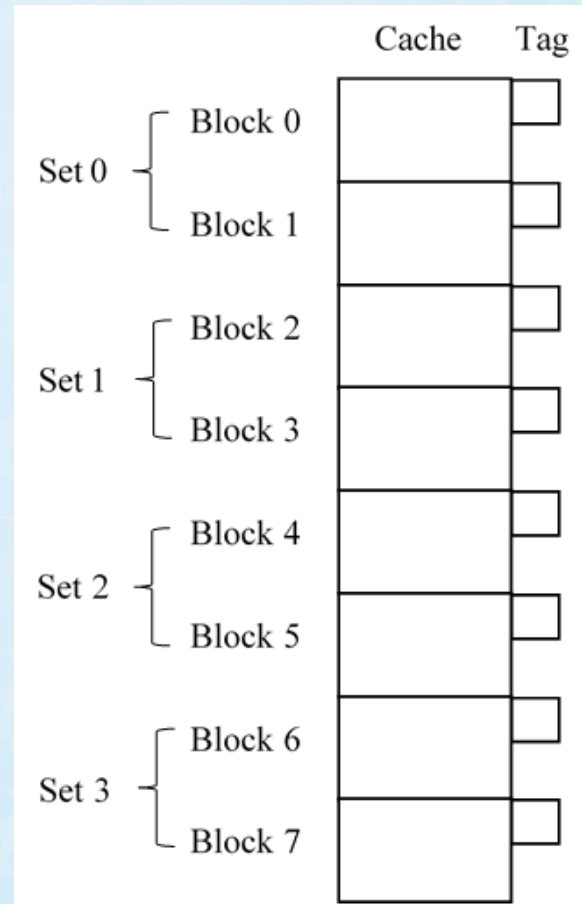 Cache Tag
Block 0
Set 0
Block 1
Block 2
Set 1
Block 3
Block 4
Set 2
Block 5
Block 6
Set 3
Block 7